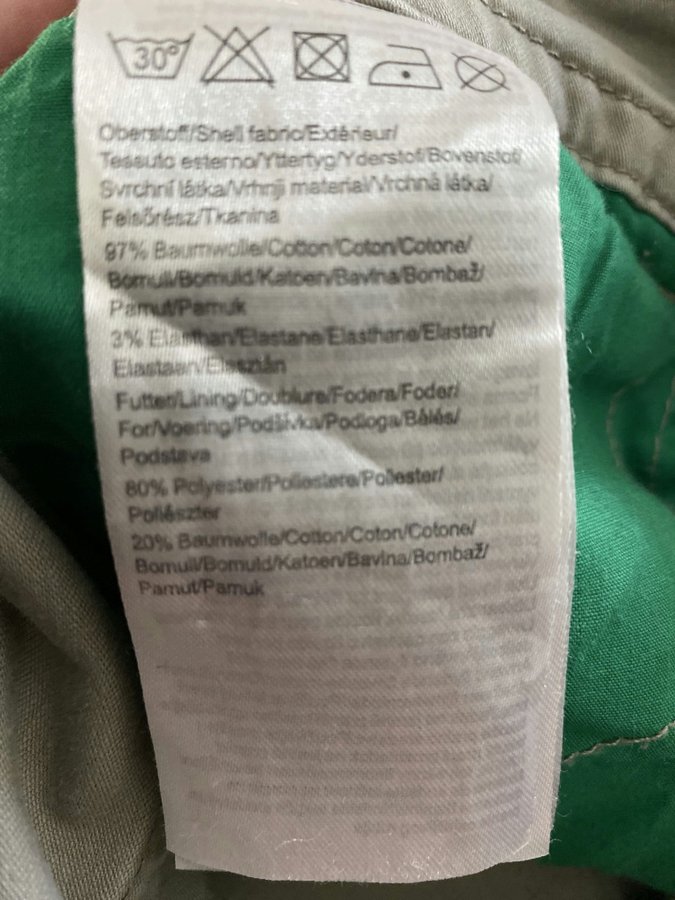 30°
Oberstoff/Shell fabric/Extérieur/
Tessuto esterno/Yttertyg/Yderstof/Bovenstof/
Svrchní látka/Vrhnji material/Vrchná látka/
Felsőrész/Tkanina
97% Baumwolle/Cotton/Coton/Cotone/
Bomull/Bomuld/Katoen/Bavlna/Bombaž/
Pamut/Pamuk
3% Elasthan/Elastane/Elasthane/Elastan/
Elastaan/Elasztán
Futter/Lining/Doublure/Fodera/Foder/
For/Voering/Podšívka/Podloga/Bélés/
Podstava
80% Polyester/Poliestere/Poliester/
Poliészter
20% Baumwolle/Cotton/Coton/Cotone/
Bomull/Bomuld/Katoen/Bavlna/Bombaž/
Pamut/Pamuk